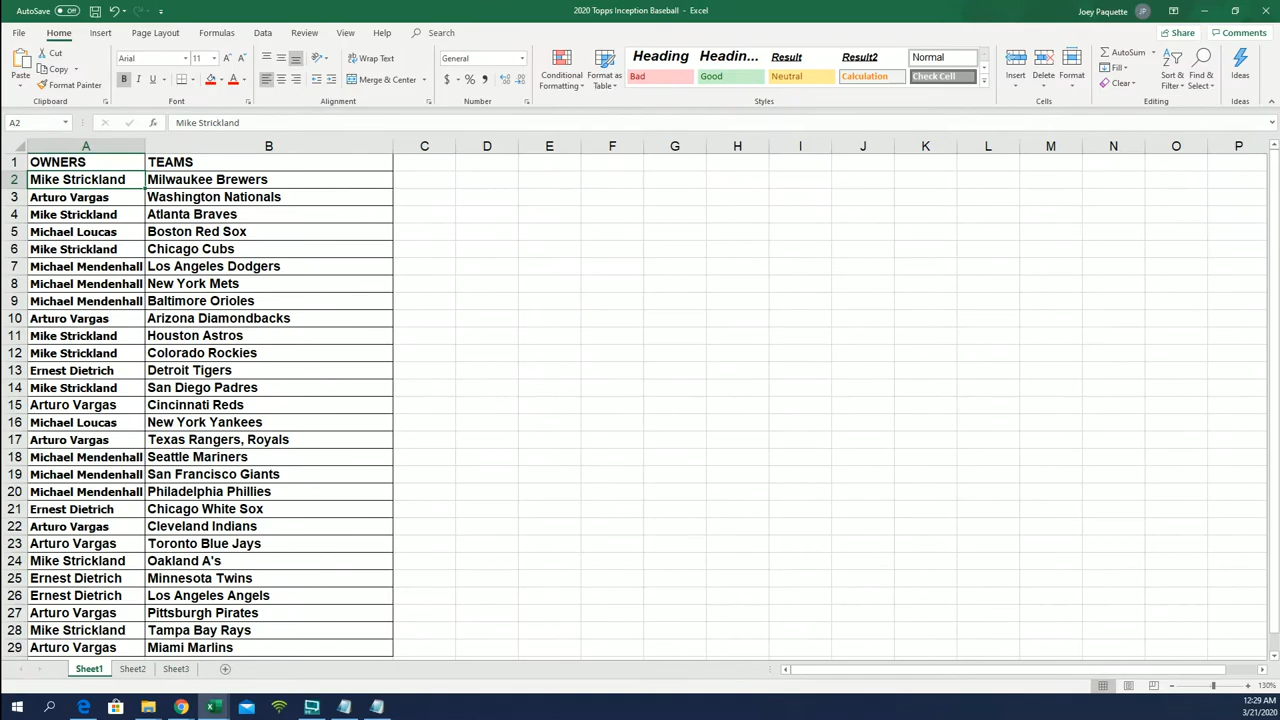 AutoSave Off 2020 Topps Inception Baseball - Excel Joey Paquette JP
File Home Insert Page Layout Formulas Data Review View Help Search Share Comments
Paste Cut Copy Format Painter Clipboard
Arial 11 A A B I U A Font
Wrap Text Merge & Center Alignment
General $ % , Number
Conditional Formatting Format as Table
Heading Headin... Result Result2 Normal
Bad Good Neutral Calculation Check Cell
Styles
Insert Delete Format Cells
AutoSum Fill Clear Sort & Filter Find & Select Editing
Ideas Ideas
A2 fx Mike Strickland
A B C D E F G H I J K L M N O P
1 OWNERS TEAMS
2 Mike Strickland Milwaukee Brewers
3 Arturo Vargas Washington Nationals
4 Mike Strickland Atlanta Braves
5 Michael Loucas Boston Red Sox
6 Mike Strickland Chicago Cubs
7 Michael Mendenhall Los Angeles Dodgers
8 Michael Mendenhall New York Mets
9 Michael Mendenhall Baltimore Orioles
10 Arturo Vargas Arizona Diamondbacks
11 Mike Strickland Houston Astros
12 Mike Strickland Colorado Rockies
13 Ernest Dietrich Detroit Tigers
14 Mike Strickland San Diego Padres
15 Arturo Vargas Cincinnati Reds
16 Michael Loucas New York Yankees
17 Arturo Vargas Texas Rangers, Royals
18 Michael Mendenhall Seattle Mariners
19 Michael Mendenhall San Francisco Giants
20 Michael Mendenhall Philadelphia Phillies
21 Ernest Dietrich Chicago White Sox
22 Arturo Vargas Cleveland Indians
23 Arturo Vargas Toronto Blue Jays
24 Mike Strickland Oakland A's
25 Ernest Dietrich Minnesota Twins
26 Ernest Dietrich Los Angeles Angels
27 Arturo Vargas Pittsburgh Pirates
28 Mike Strickland Tampa Bay Rays
29 Arturo Vargas Miami Marlins
Sheet1 Sheet2 Sheet3
130%
12:29 AM
3/21/2020